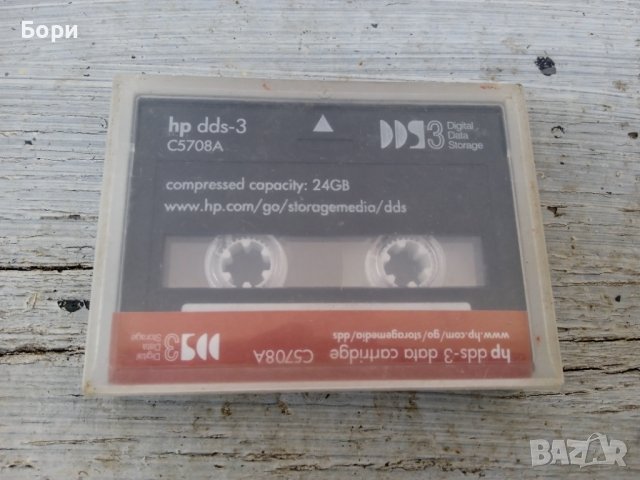 Бори
hp dds-3
C5708A
DDS3 Digital Data Storage
compressed capacity: 24GB
www.hp.com/go/storagemedia/dds
hp dds-3 data cartridge C5708A
www.hp.com/go/storagemedia/dds
DDS3 Digital Data Storage
BAZAR